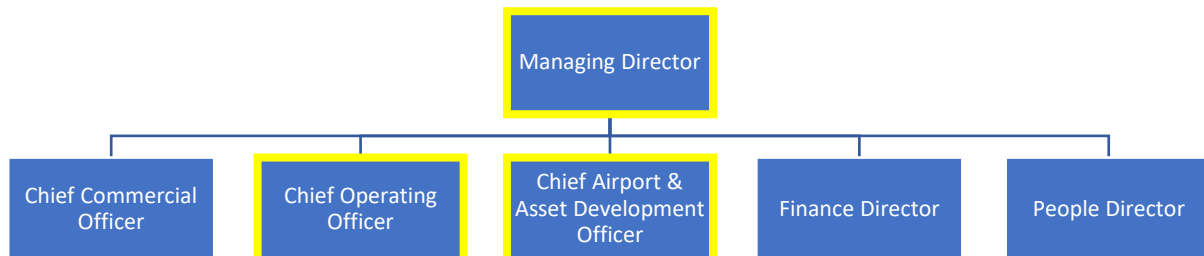 Managing Director
Chief Commercial
Officer
Chief Operating
Officer
Chief Airport &
Asset Development
Officer
Finance Director
People Director